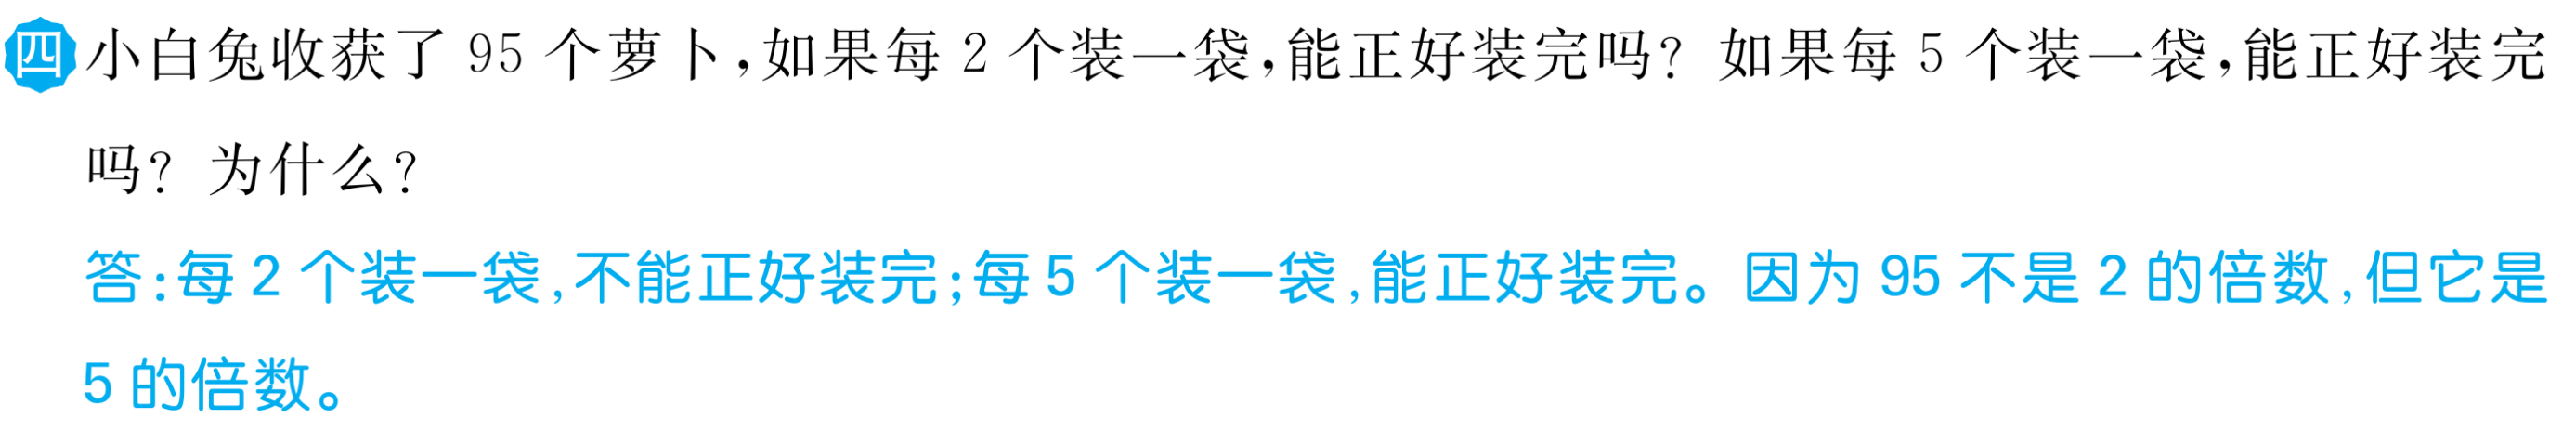 四 小白兔收获了 95 个萝卜,如果每 2 个装一袋,能正好装完吗? 如果每 5 个装一袋,能正好装完
吗? 为什么?
答:每 2 个装一袋,不能正好装完;每 5 个装一袋,能正好装完。因为 95 不是 2 的倍数,但它是
5 的倍数。